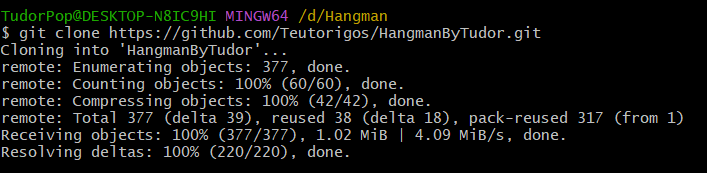 TudorPop@DESKTOP-N8IC9HI MINGW64 /d/Hangman
$ git clone https://github.com/Teutorigos/HangmanByTudor.git
Cloning into 'HangmanByTudor'...
remote: Enumerating objects: 377, done.
remote: Counting objects: 100% (60/60), done.
remote: Compressing objects: 100% (42/42), done.
remote: Total 377 (delta 39), reused 38 (delta 18), pack-reused 317 (from 1)
Receiving objects: 100% (377/377), 1.02 MiB | 4.09 MiB/s, done.
Resolving deltas: 100% (220/220), done.